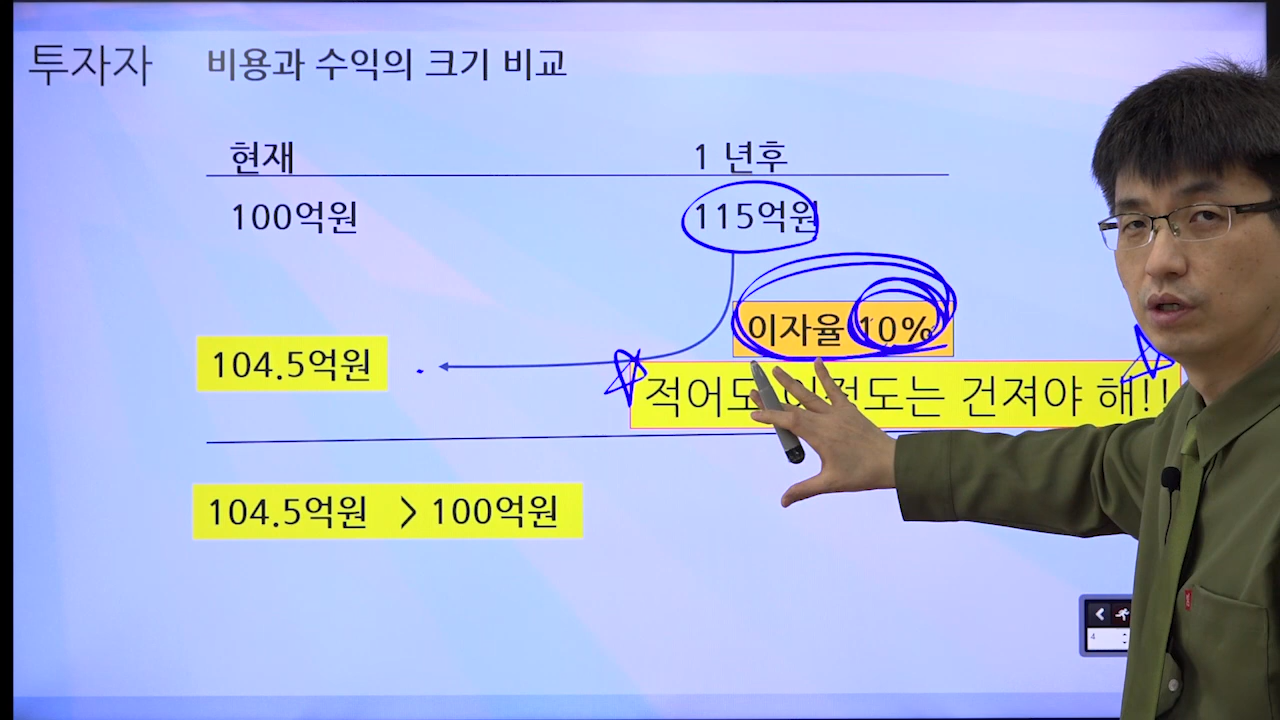 투자자 비용과 수익의 크기 비교
현재 1 년후
100억원 115억원
이자율 10%
104.5억원
적어도 이정도는 건져야 해!!
104.5억원 > 100억원
4